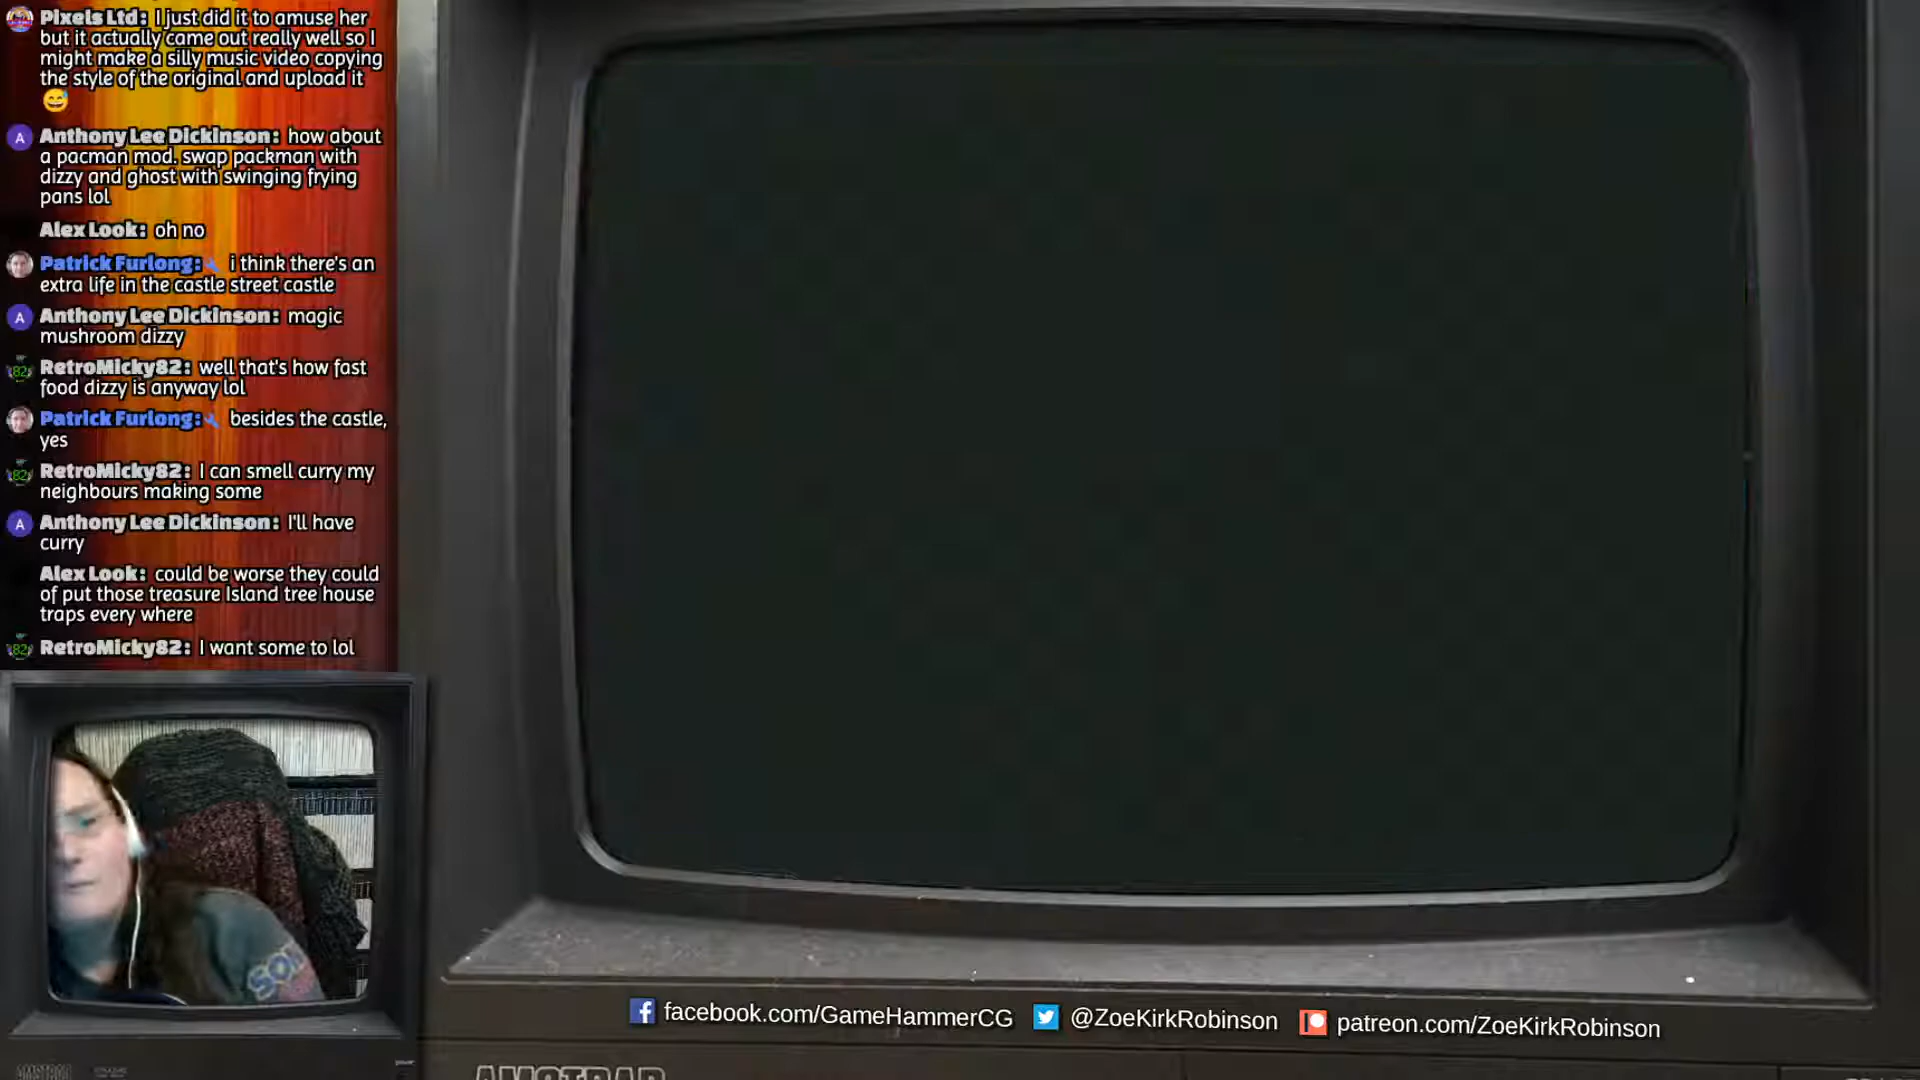 Pixels Ltd: I just did it to amuse her
but it actually came out really well so I
might make a silly music video copying
the style of the original and upload it
Anthony Lee Dickinson: how about
a pacman mod. swap packman with
dizzy and ghost with swinging frying
pans lol
Alex Look: oh no
Patrick Furlong: i think there's an
extra life in the castle street castle
Anthony Lee Dickinson: magic
mushroom dizzy
RetroMicky82: well that's how fast
food dizzy is anyway lol
Patrick Furlong: besides the castle,
yes
RetroMicky82: I can smell curry my
neighbours making some
Anthony Lee Dickinson: I'll have
curry
Alex Look: could be worse they could
of put those treasure Island tree house
traps every where
RetroMicky82: I want some to lol
facebook.com/GameHammerCG
@ZoeKirkRobinson
patreon.com/ZoeKirkRobinson